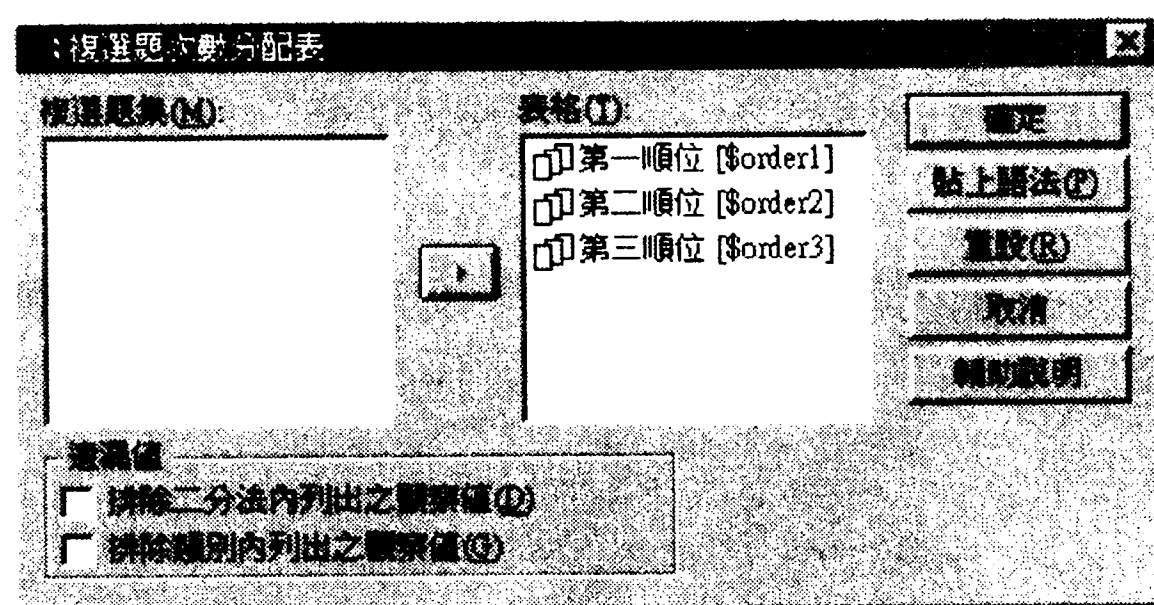 ：複選題次數分配表
複選題集(M):
表格(T):
第一順位 [$order1]
第二順位 [$order2]
第三順位 [$order3]
確定
貼上語法(P)
重設(R)
取消
輔助說明
遺漏值
排除二分法內列出之觀察值(D)
排除類別內列出之觀察值(G)